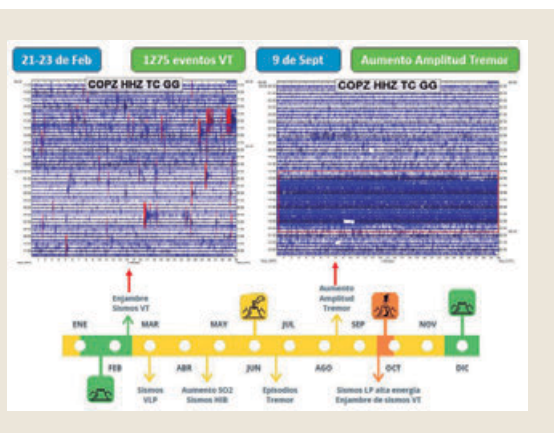 21-23 de Feb
1275 eventos VT
9 de Sept
Aumento Amplitud Tremor
COPZ HHZ TC GG
COPZ HHZ TC GG
Enjambre
Sismos VT
Aumento
Amplitud
Tremor
ENE
MAR
MAY
JUL
SEP
NOV
FEB
ABR
JUN
AGO
OCT
DIC
Sismos
VLP
Aumento SO2
Sismos HIB
Episodios
Tremor
Sismos LP alta energía
Enjambre de sismos VT